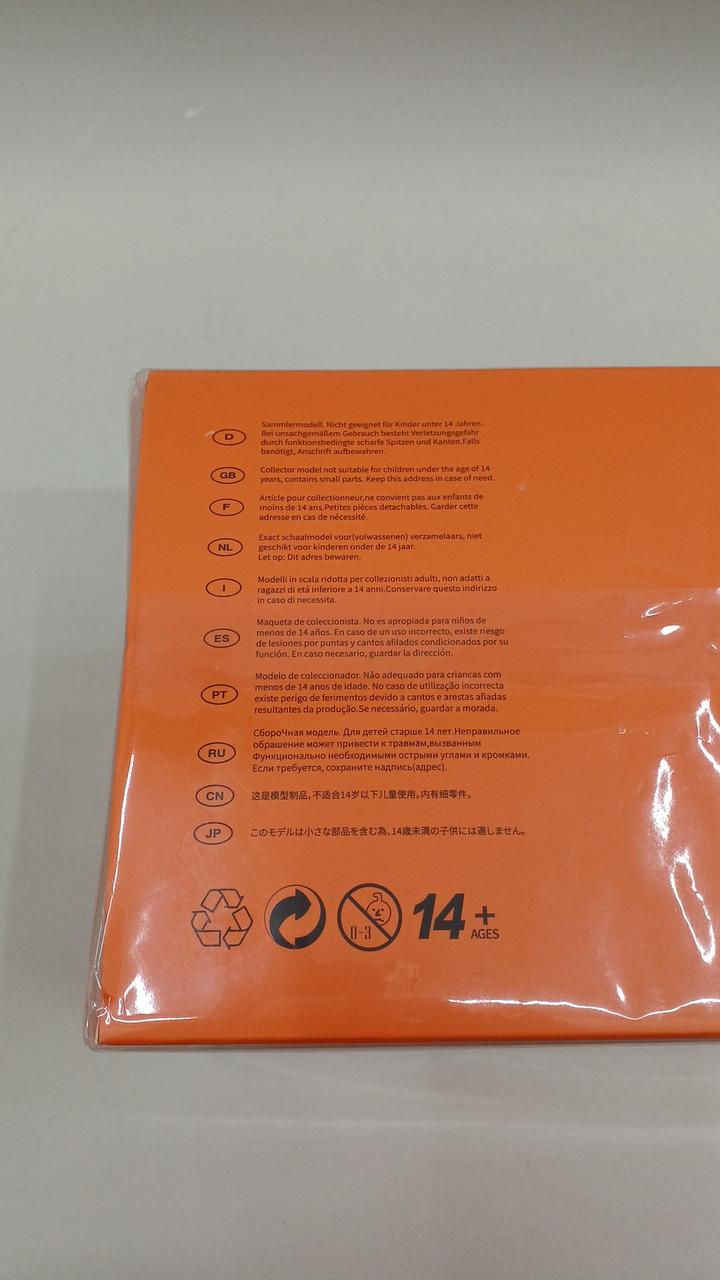 D
Sammlermodell. Nicht geeignet für Kinder unter 14 Jahren.
Bei unsachgemäßem Gebrauch besteht Verletzungsgefahr
durch funktionsbedingte scharfe Spitzen und Kanten.Falls
benötigt, Anschrift aufbewahren.
GB
Collector model not suitable for children under the age of 14
years, contains small parts. Keep this address in case of need.
F
Article pour collectionneur,ne convient pas aux enfants de
moins de 14 ans.Petites pièces detachables. Garder cette
adresse en cas de nécessité.
NL
Exact schaalmodel voor(volwassenen) verzamelaars, niet
geschikt voor kinderen onder de 14 jaar.
Let op: Dit adres bewaren.
I
Modelli in scala ridotta per collezionisti adulti, non adatti a
ragazzi di etá inferiore a 14 anni.Conservare questo indirizzo
in caso di necessita.
ES
Maqueta de coleccionista. No es apropiada para niños de
menos de 14 años. En caso de un uso incorrecto, existe riesgo
de lesiones por puntas y cantos afilados condicionados por su
función. En caso necesario, guardar la dirección.
PT
Modelo de coleccionador. Não adequado para criancas com
menos de 14 anos de idade. No caso de utilização incorrecta
existe perigo de ferimentos devido a cantos e arestas afiadas
resultantes da produção.Se necessário, guardar a morada.
RU
СбороЧная модель. Для детей старше 14 лет.Неправильное
обрашение может привести к травмам,вызванным
Функционально необходимыми острыми углами и кромками.
Если требуется, сохраните надпись(адрес).
CN
这是模型制品，不适合14岁以下儿童使用。内有细零件。
JP
このモデルは小さな部品を含む為、14歳未満の子供には適しません。
0-3
14+
AGES